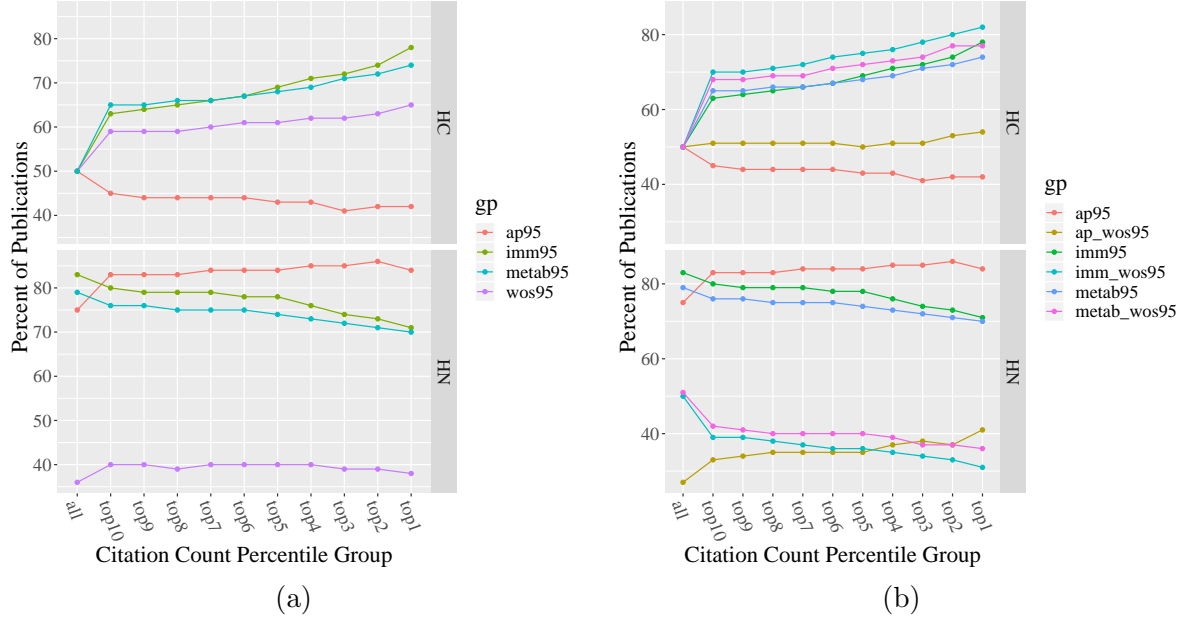 Percent of Publications
80
70
60
50
40
HC
80
70
60
50
40
HN
all
top10
top9
top8
top7
top6
top5
top4
top3
top2
top1
Citation Count Percentile Group
gp
ap95
imm95
metab95
wos95
(a)
Percent of Publications
80
60
40
HC
80
60
40
HN
all
top10
top9
top8
top7
top6
top5
top4
top3
top2
top1
Citation Count Percentile Group
gp
ap95
ap_wos95
imm95
imm_wos95
metab95
metab_wos95
(b)